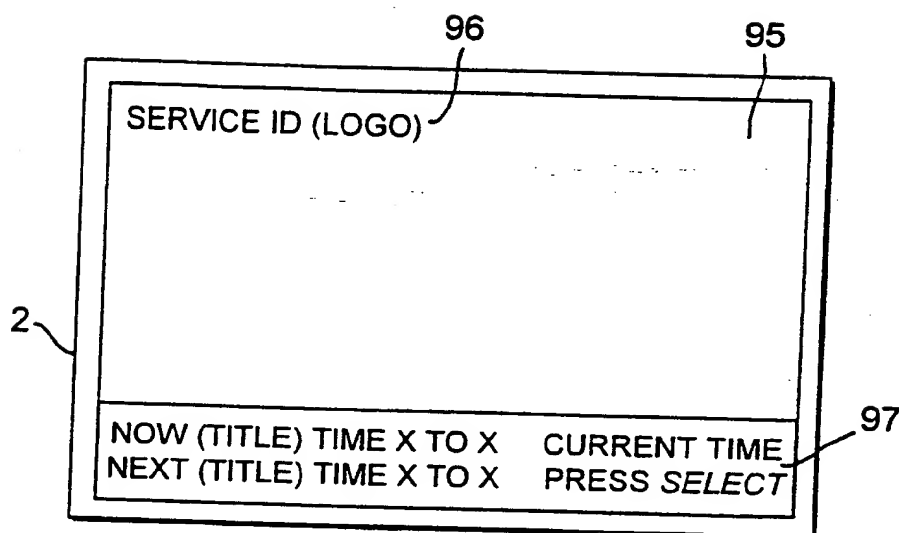 96
95
SERVICE ID (LOGO)
2
NOW (TITLE) TIME X TO X CURRENT TIME
97
NEXT (TITLE) TIME X TO X PRESS SELECT